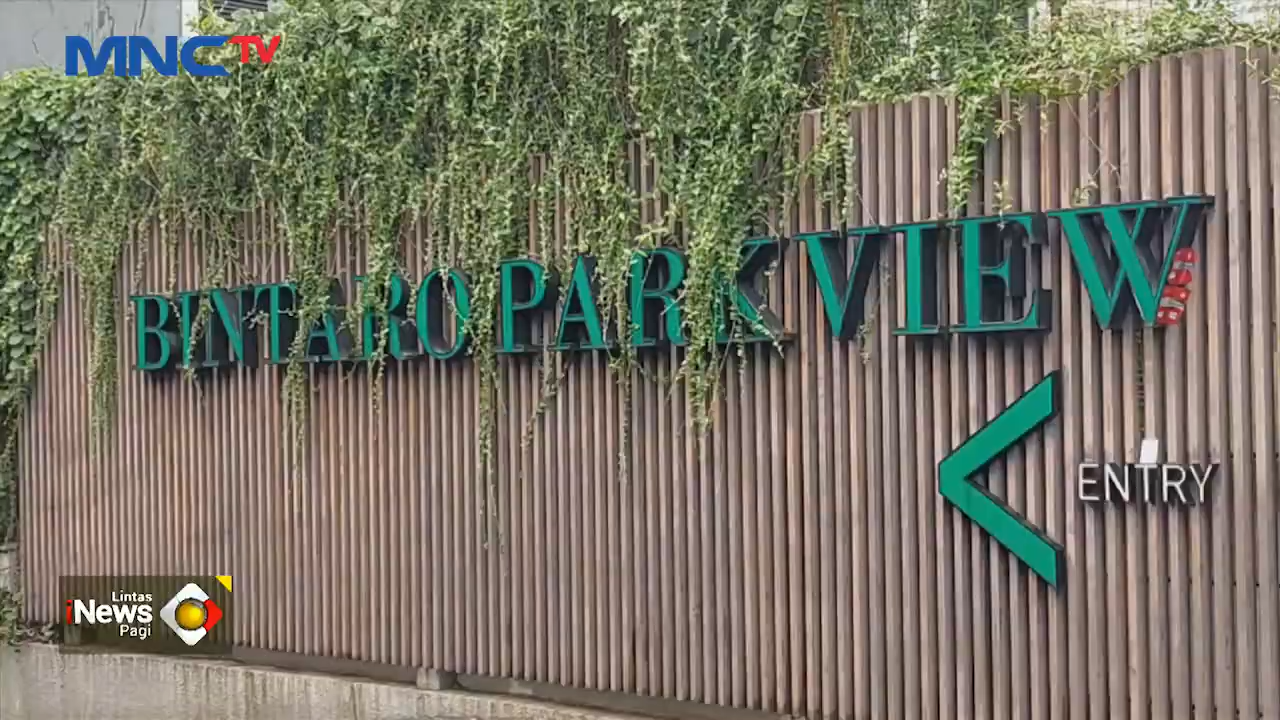 MNCTV
BINTARO PARK VIEW
ENTRY
Lintas
iNews
Pagi